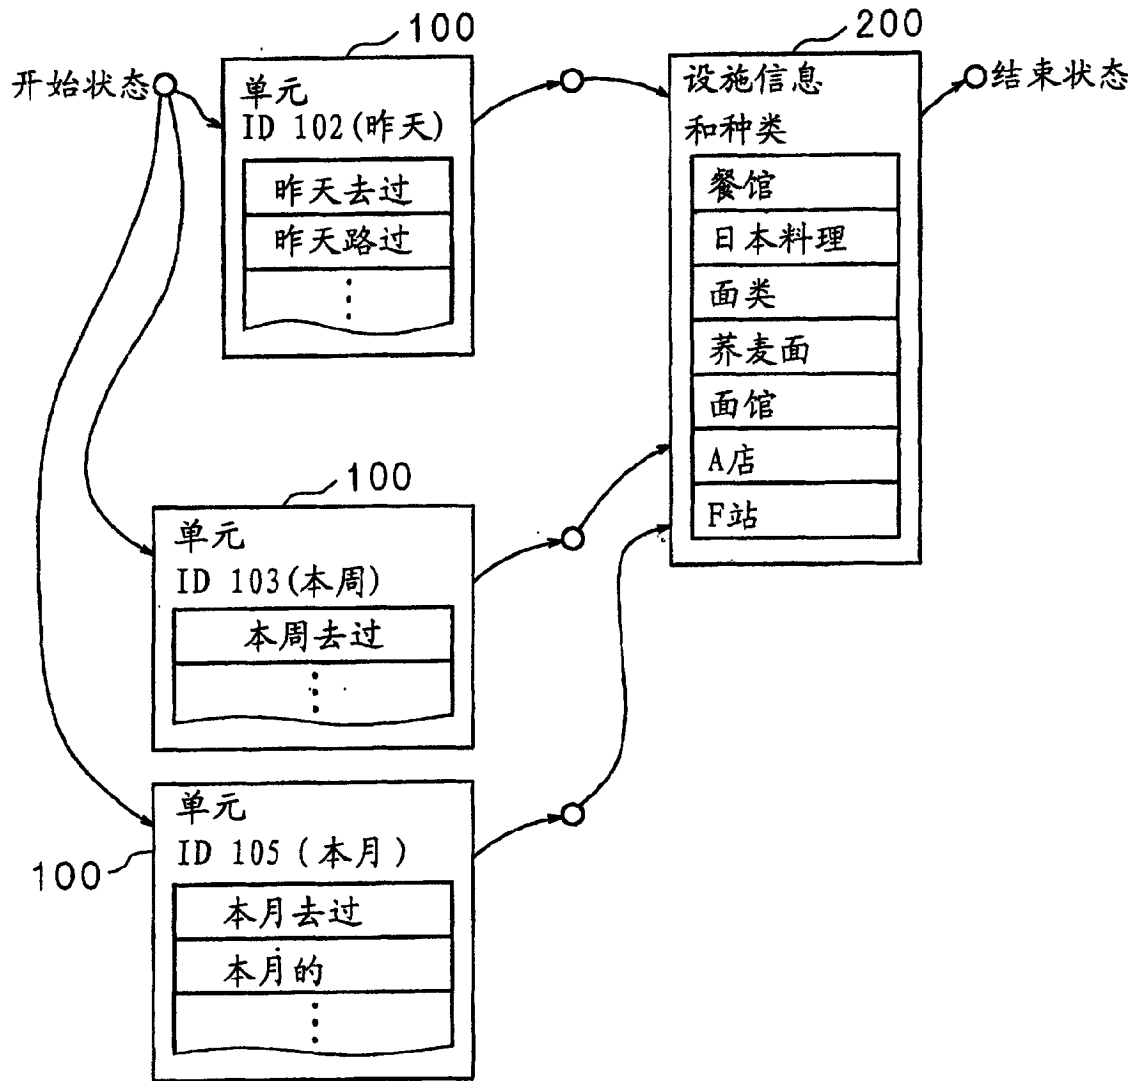 100
200
开始状态
结束状态
单元
ID 102(昨天)
昨天去过
昨天路过
设施信息
和种类
餐馆
日本料理
面类
荞麦面
面馆
A店
F站
100
单元
ID 103(本周)
本周去过
单元
ID 105(本月)
100
本月去过
本月的